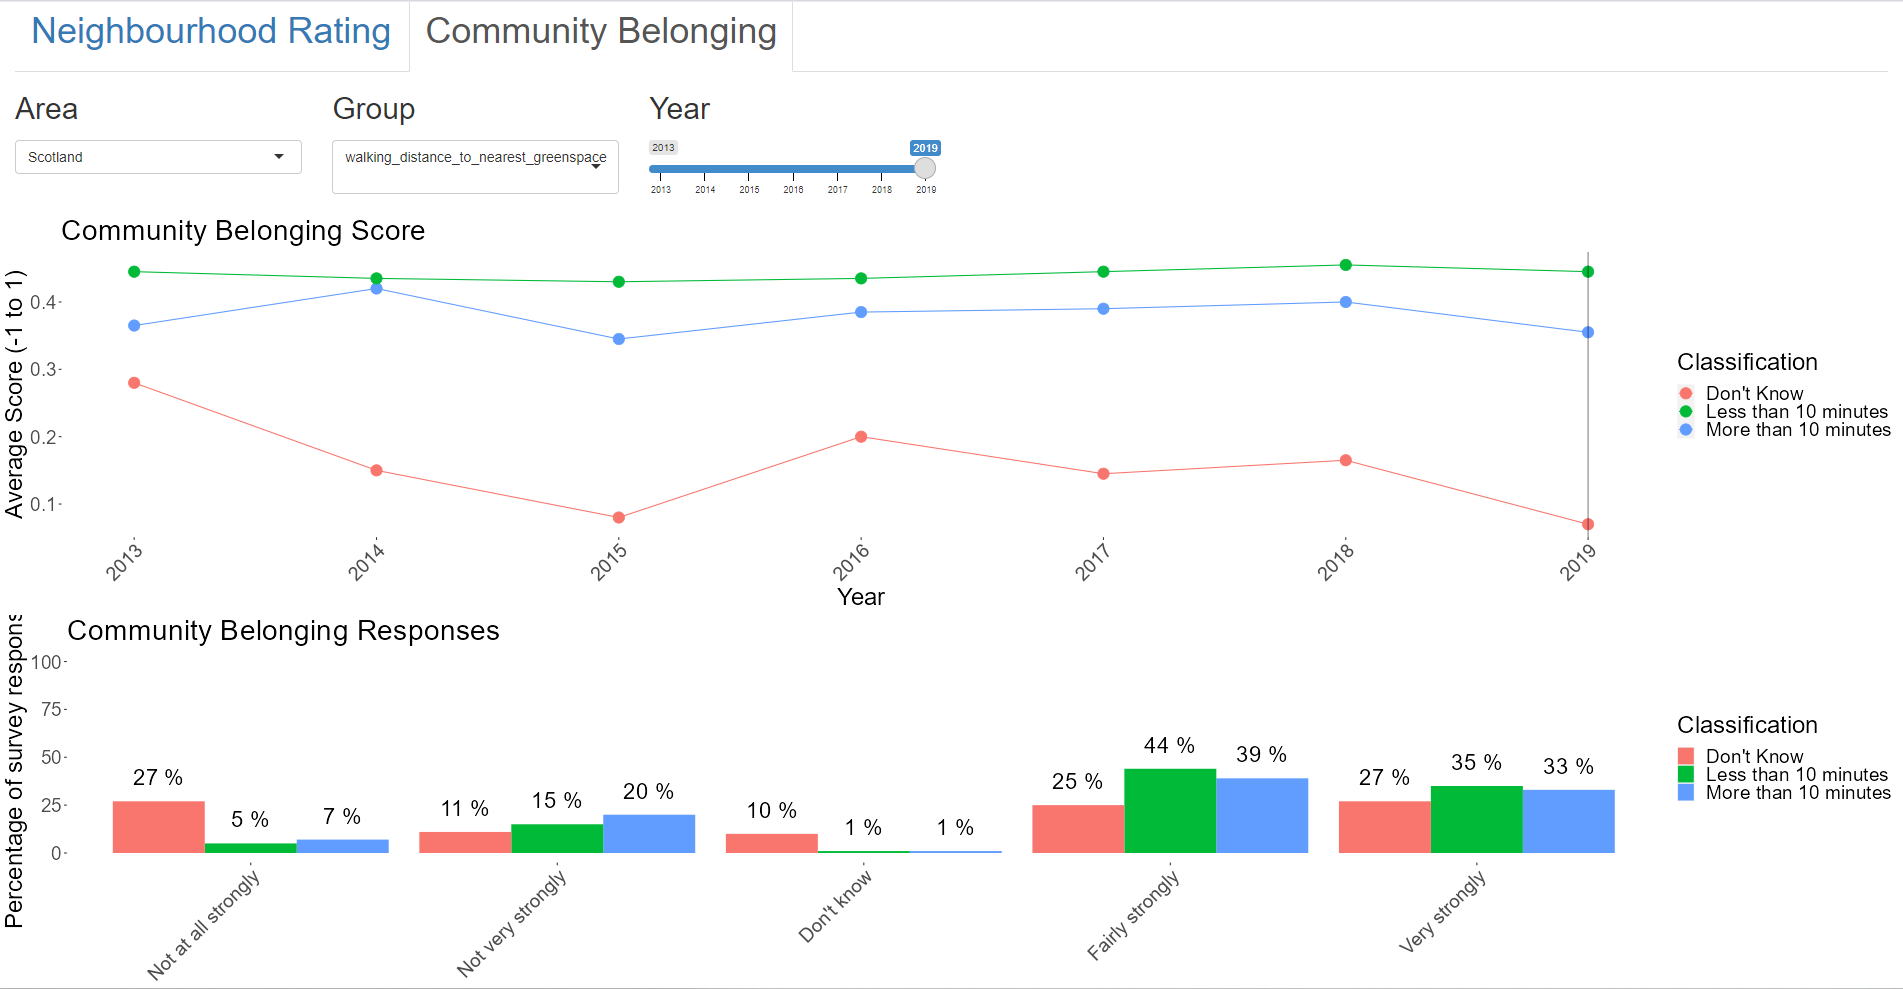 Neighbourhood Rating
Community Belonging
Area
Group
Year
Scotland
walking_distance_to_nearest_greenspace
2013
2019
2013 2014 2015 2016 2017 2018 2019
Community Belonging Score
Average Score (-1 to 1)
0.4
0.3
0.2
0.1
2013 2014 2015 2016 2017 2018 2019
Year
Classification
Don't Know
Less than 10 minutes
More than 10 minutes
Community Belonging Responses
Percentage of survey respons
100
75
50
25
0
27 % 5 % 7 % 11 % 15 % 20 % 10 % 1 % 1 % 25 % 44 % 39 % 27 % 35 % 33 %
Not at all strongly
Not very strongly
Don't know
Fairly strongly
Very strongly
Classification
Don't Know
Less than 10 minutes
More than 10 minutes